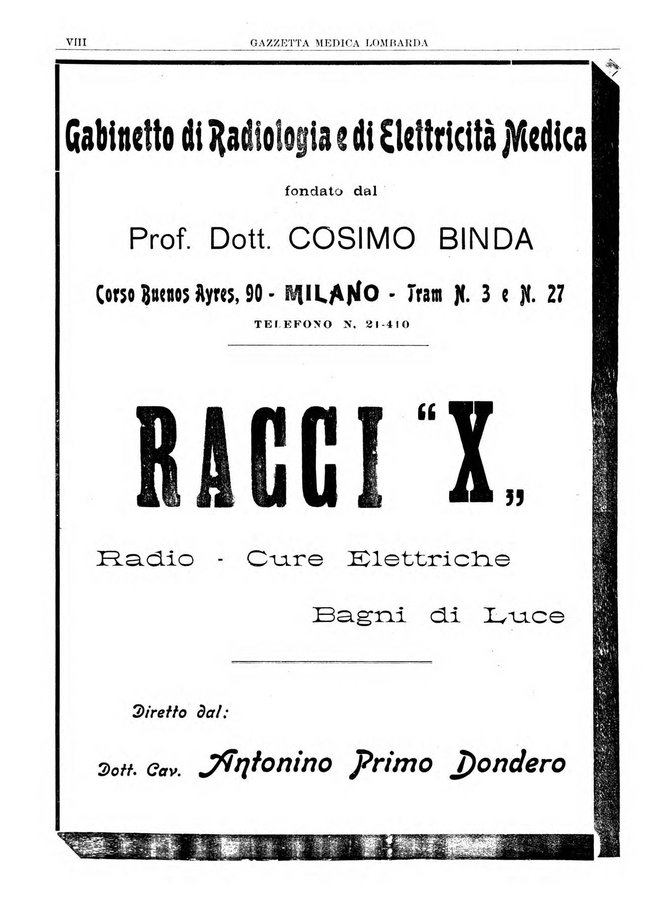 VIII GAZZETTA MEDICA LOMBARDA
Gabinetto di Radiologia e di Elettricità Medica
fondato dal
Prof. Dott. COSIMO BINDA
Corso Buenos Ayres, 90 - MILANO - Tram N. 3 e N. 27
TELEFONO N. 21-410
RAGGI “X„
Radio - Cure Elettriche
Bagni di Luce
Diretto dal:
Dott. Cav. Antonino Primo Dondero